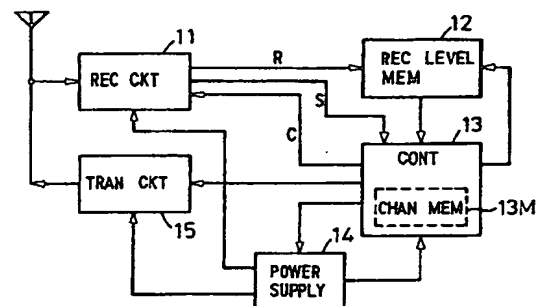 11
REC CKT
R
12
REC LEVEL
MEM
S
C
13
CONT
CHAN MEM
13M
TRAN CKT
15
14
POWER
SUPPLY